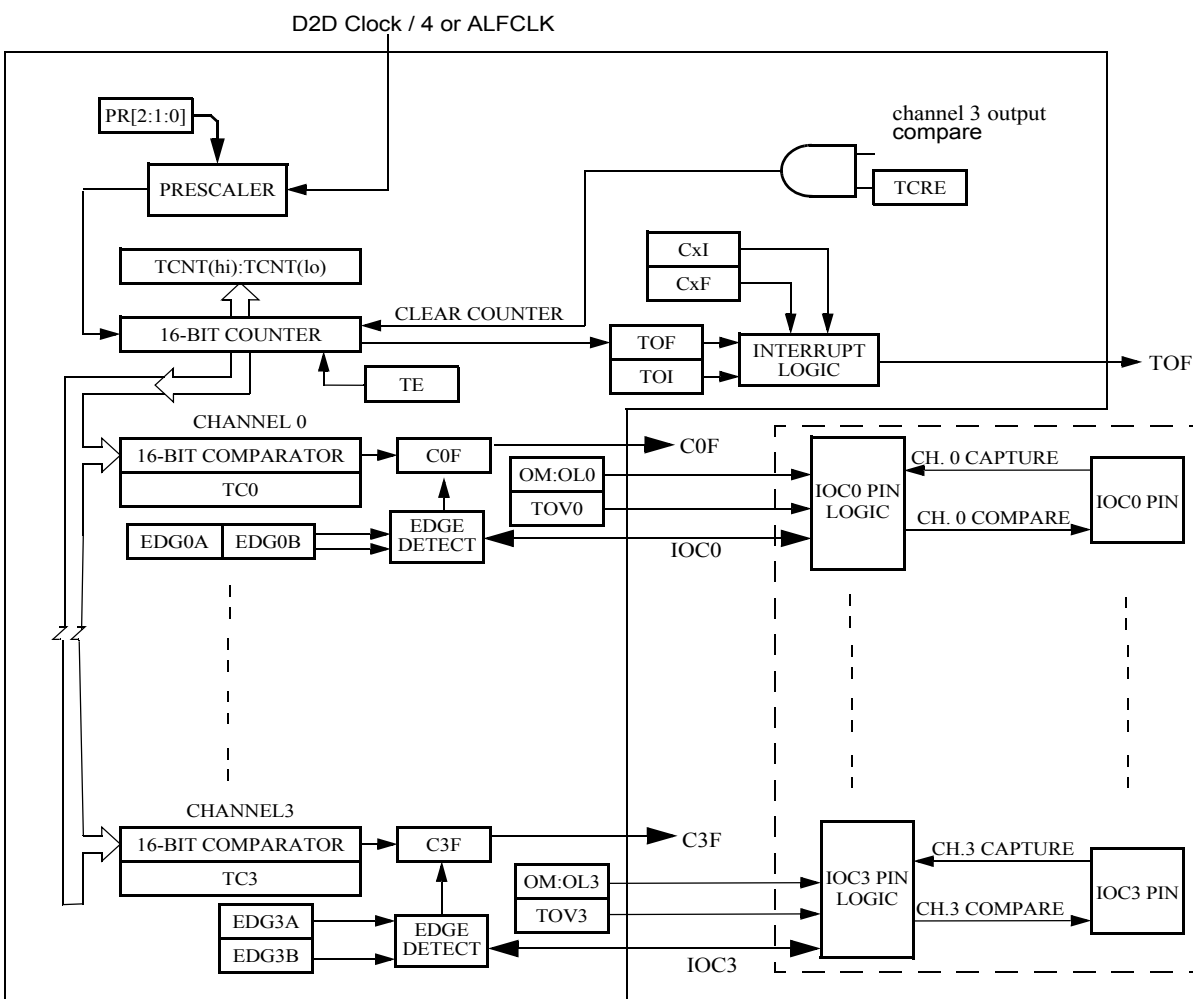 D2D Clock / 4 or ALFCLK
PR[2:1:0]
PRESCALER
channel 3 output
compare
TCRE
TCNT(hi):TCNT(lo)
CxI
CxF
CLEAR COUNTER
16-BIT COUNTER
TOF
TOI
INTERRUPT
LOGIC
TOF
TE
CHANNEL 0
16-BIT COMPARATOR
TC0
C0F
C0F
OM:OL0
TOV0
EDG0A
EDG0B
EDGE
DETECT
IOC0
IOC0 PIN
LOGIC
CH. 0 CAPTURE
CH. 0 COMPARE
IOC0 PIN
CHANNEL3
16-BIT COMPARATOR
TC3
C3F
C3F
OM:OL3
TOV3
EDG3A
EDG3B
EDGE
DETECT
IOC3
IOC3 PIN
LOGIC
CH.3 CAPTURE
CH.3 COMPARE
IOC3 PIN